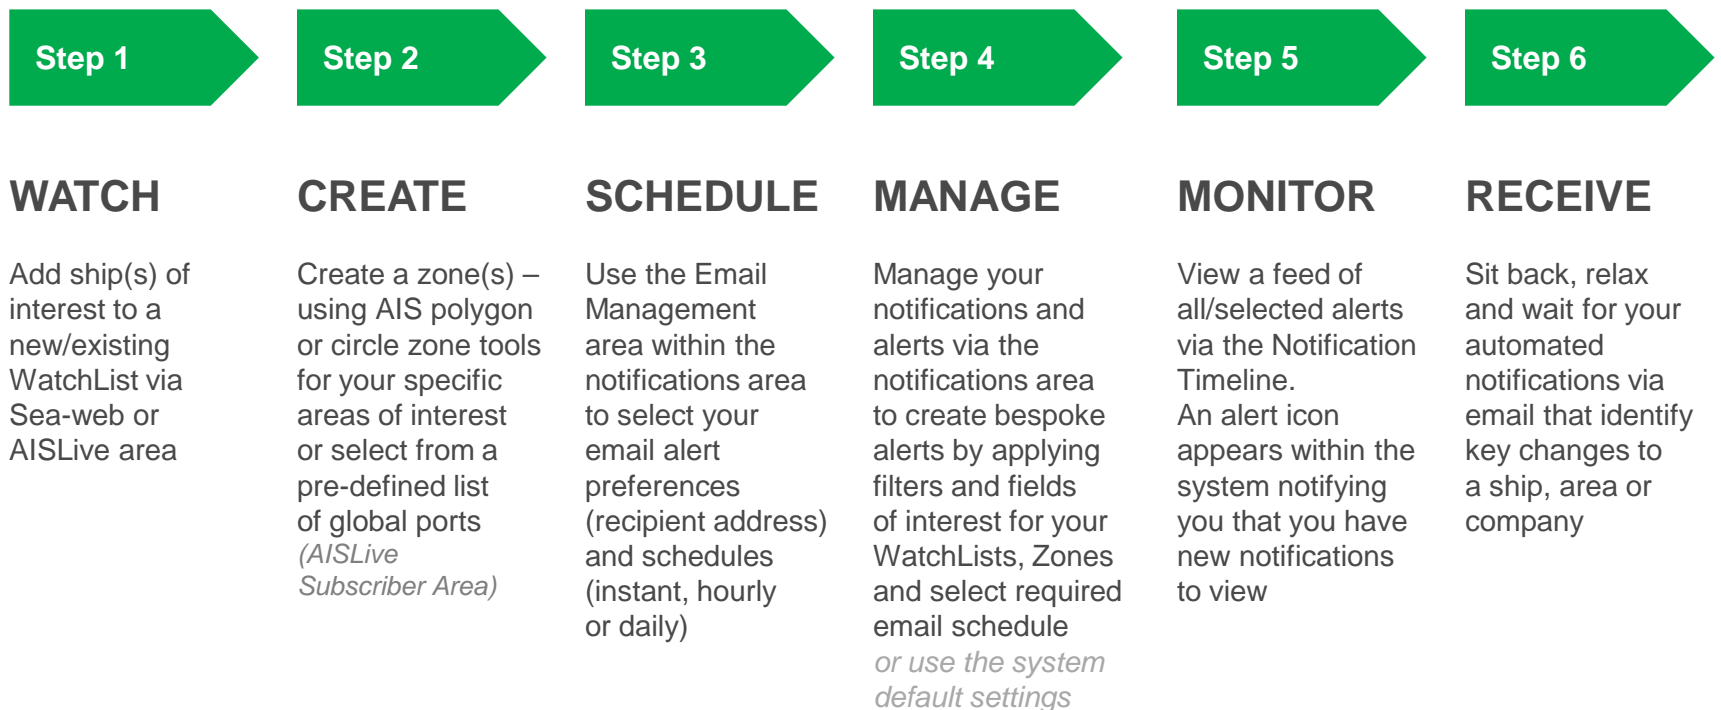 Step 1
WATCH
Add ship(s) of
interest to a
new/existing
WatchList via
Sea-web or
AISLive area
Step 2
CREATE
Create a zone(s) –
using AIS polygon
or circle zone tools
for your specific
areas of interest
or select from a
pre-defined list
of global ports
(AISLive
Subscriber Area)
Step 3
SCHEDULE
Use the Email
Management
area within the
notifications area
to select your
email alert
preferences
(recipient address)
and schedules
(instant, hourly
or daily)
Step 4
MANAGE
Manage your
notifications and
alerts via the
notifications area
to create bespoke
alerts by applying
filters and fields
of interest for your
WatchLists, Zones
and select required
email schedule
or use the system
default settings
Step 5
MONITOR
View a feed of
all/selected alerts
via the Notification
Timeline.
An alert icon
appears within the
system notifying
you that you have
new notifications
to view
Step 6
RECEIVE
Sit back, relax
and wait for your
automated
notifications via
email that identify
key changes to
a ship, area or
company